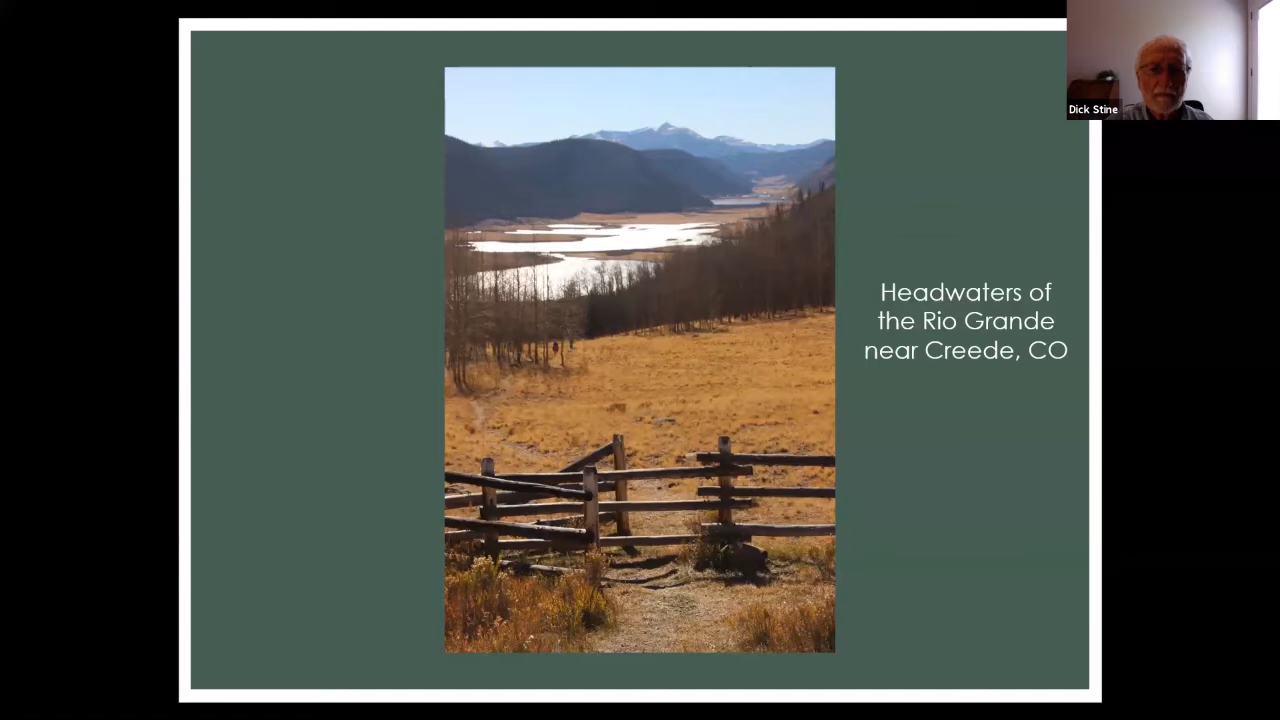 Dick Stine
Headwaters of
the Rio Grande
near Creede, CO